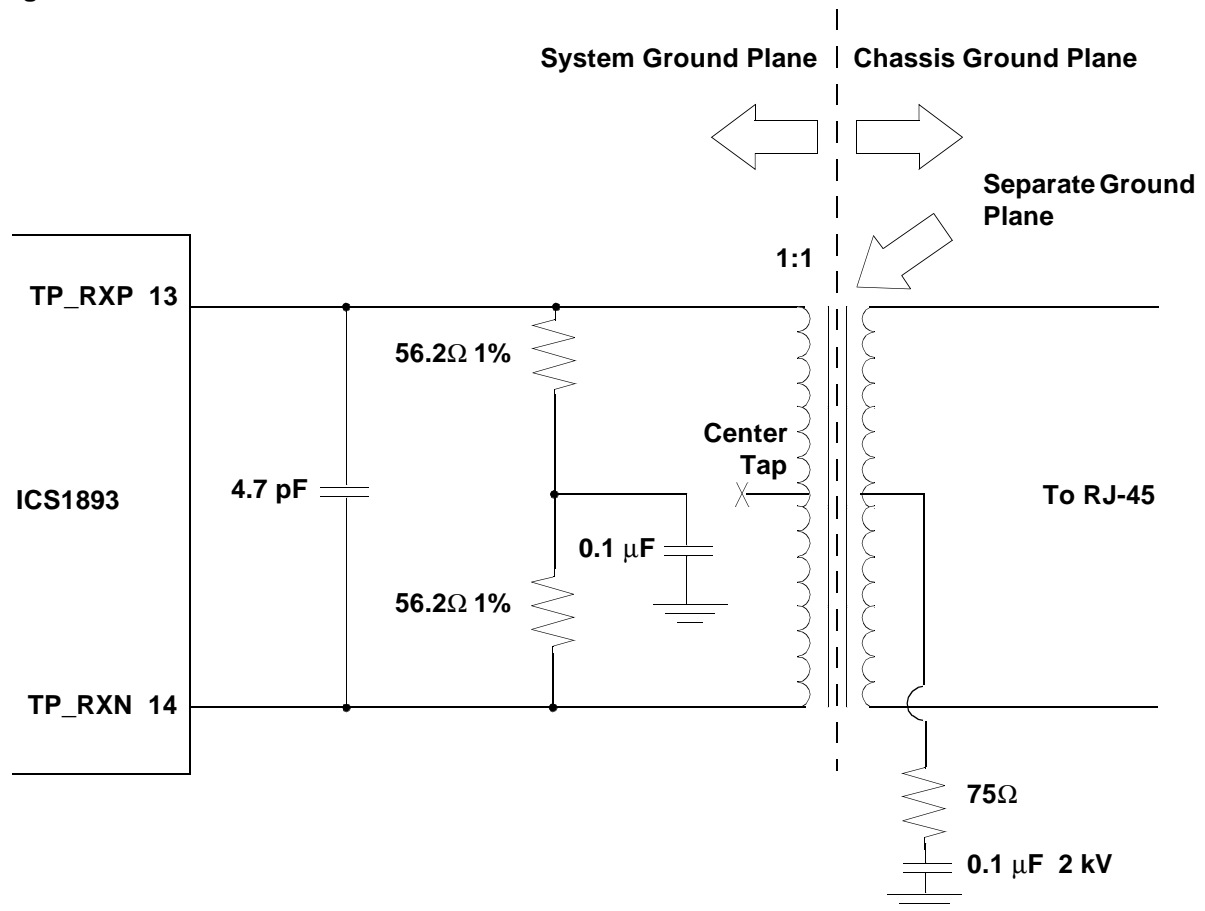 System Ground Plane
Chassis Ground Plane
Separate Ground
Plane
1:1
TP_RXP 13
56.2Ω 1%
Center
Tap
4.7 pF
ICS1893
To RJ-45
0.1 μF
56.2Ω 1%
TP_RXN 14
75Ω
0.1 μF 2 kV